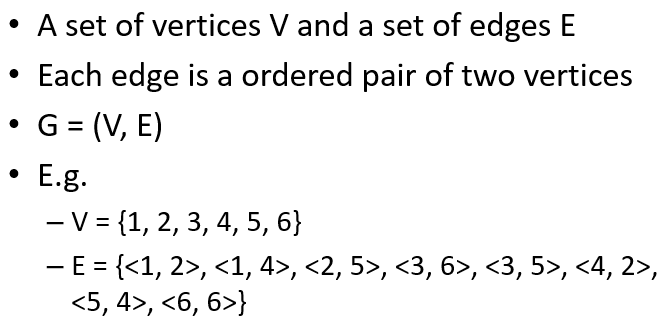 • A set of vertices V and a set of edges E
• Each edge is a ordered pair of two vertices
• G = (V, E)
• E.g.
– V = {1, 2, 3, 4, 5, 6}
– E = {<1, 2>, <1, 4>, <2, 5>, <3, 6>, <3, 5>, <4, 2>,
<5, 4>, <6, 6>}